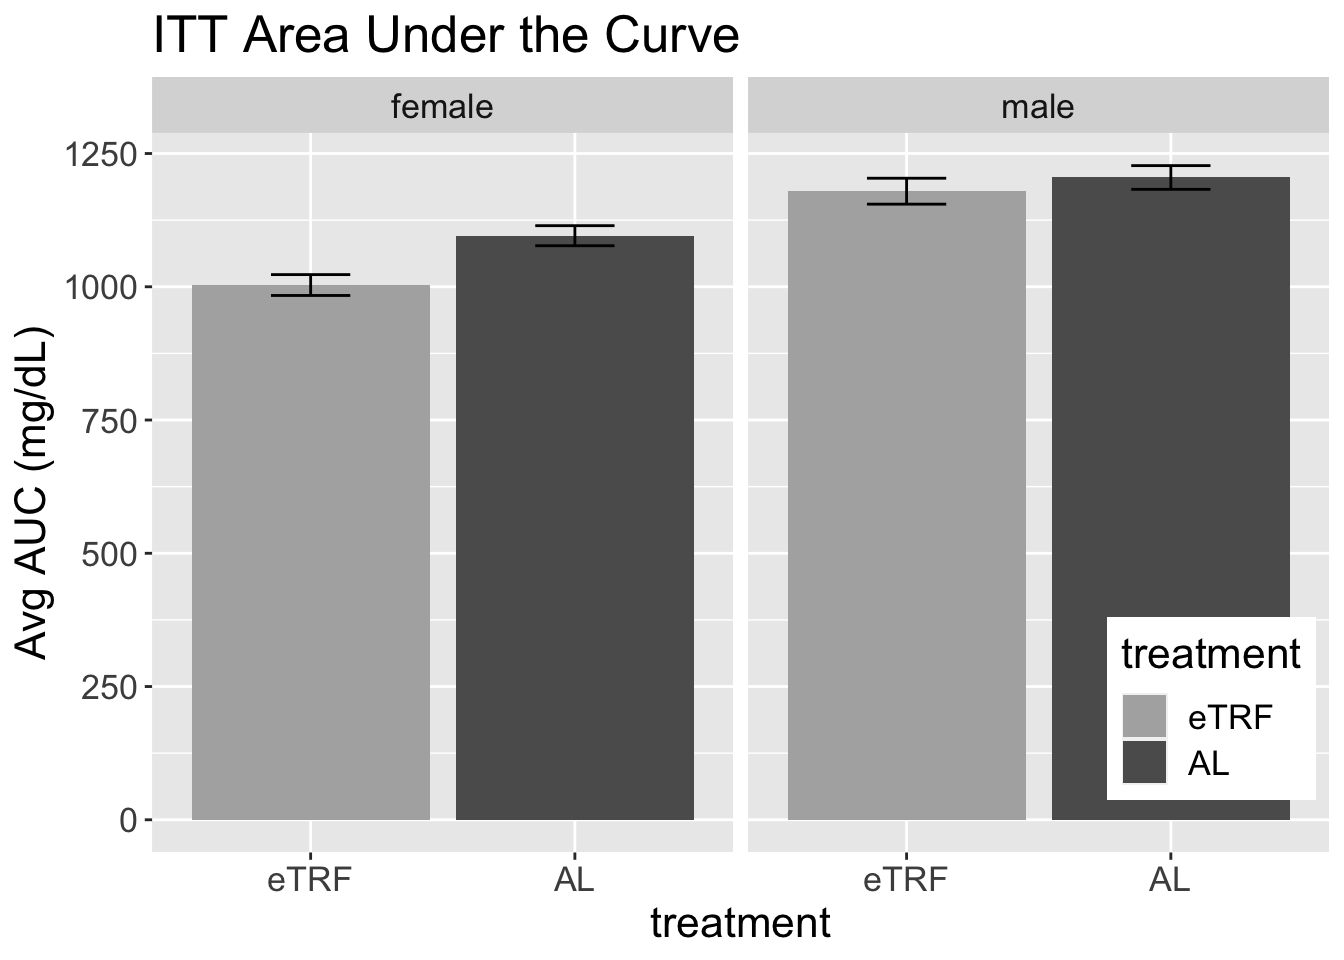 ITT Area Under the Curve
female
male
Avg AUC (mg/dL)
1250
1000
750
500
250
0
treatment
eTRF
AL
eTRF
AL
eTRF
AL
treatment